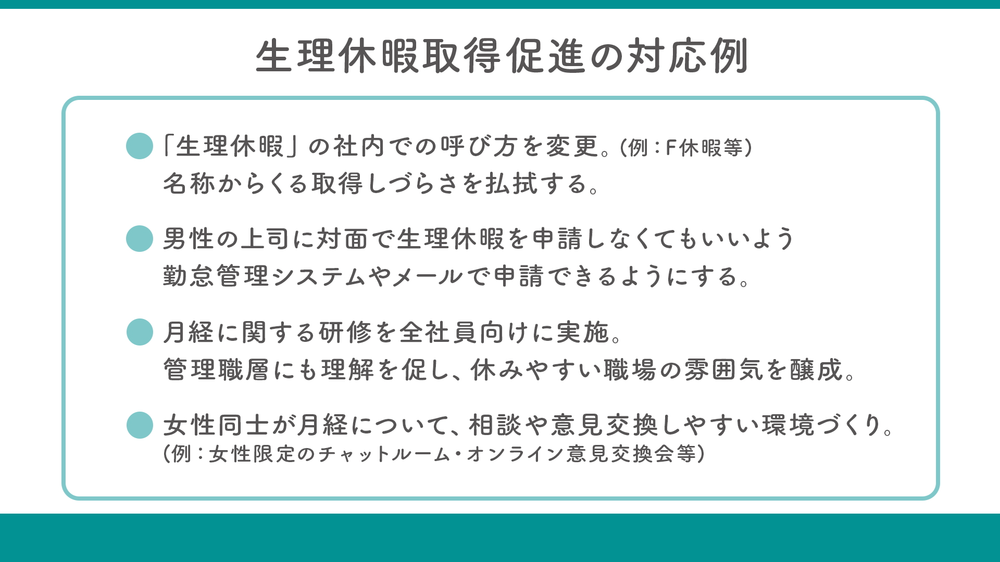 生理休暇取得促進の対応例
「生理休暇」の社内での呼び方を変更。(例：F休暇等)
名称からくる取得しづらさを払拭する。
男性の上司に対面で生理休暇を申請しなくてもいいよう
勤怠管理システムやメールで申請できるようにする。
月経に関する研修を全社員向けに実施。
管理職層にも理解を促し、休みやすい職場の雰囲気を醸成。
女性同士が月経について、相談や意見交換しやすい環境づくり。
(例：女性限定のチャットルーム・オンライン意見交換会等)